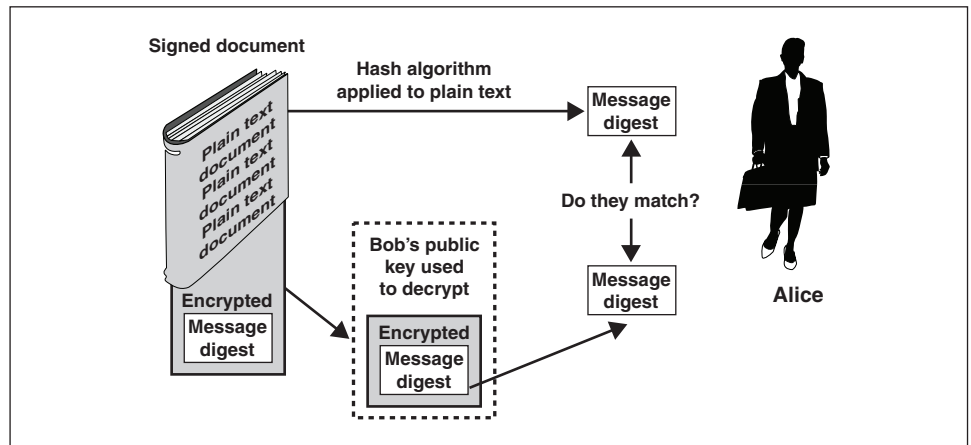 Signed document
Hash algorithm
applied to plain text
Message
digest
Plain text
document
Plain text
document
Plain text
document
Do they match?
Bob's public
key used
to decrypt
Message
digest
Alice
Encrypted
Message
digest
Encrypted
Message
digest